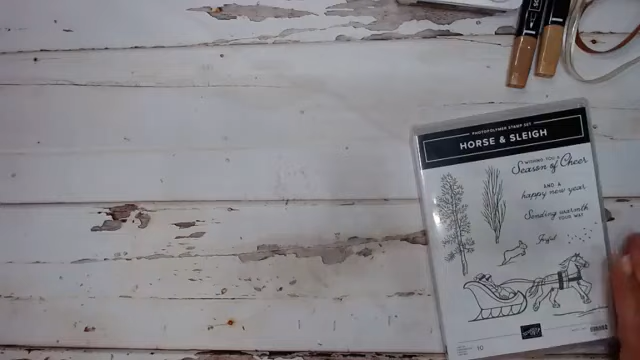 PHOTOPOLYMER STAMP SET
HORSE & SLEIGH
WISHING YOU A
Season of Cheer
AND A
happy new year
Sending warmth
YOUR WAY
Joyful
10